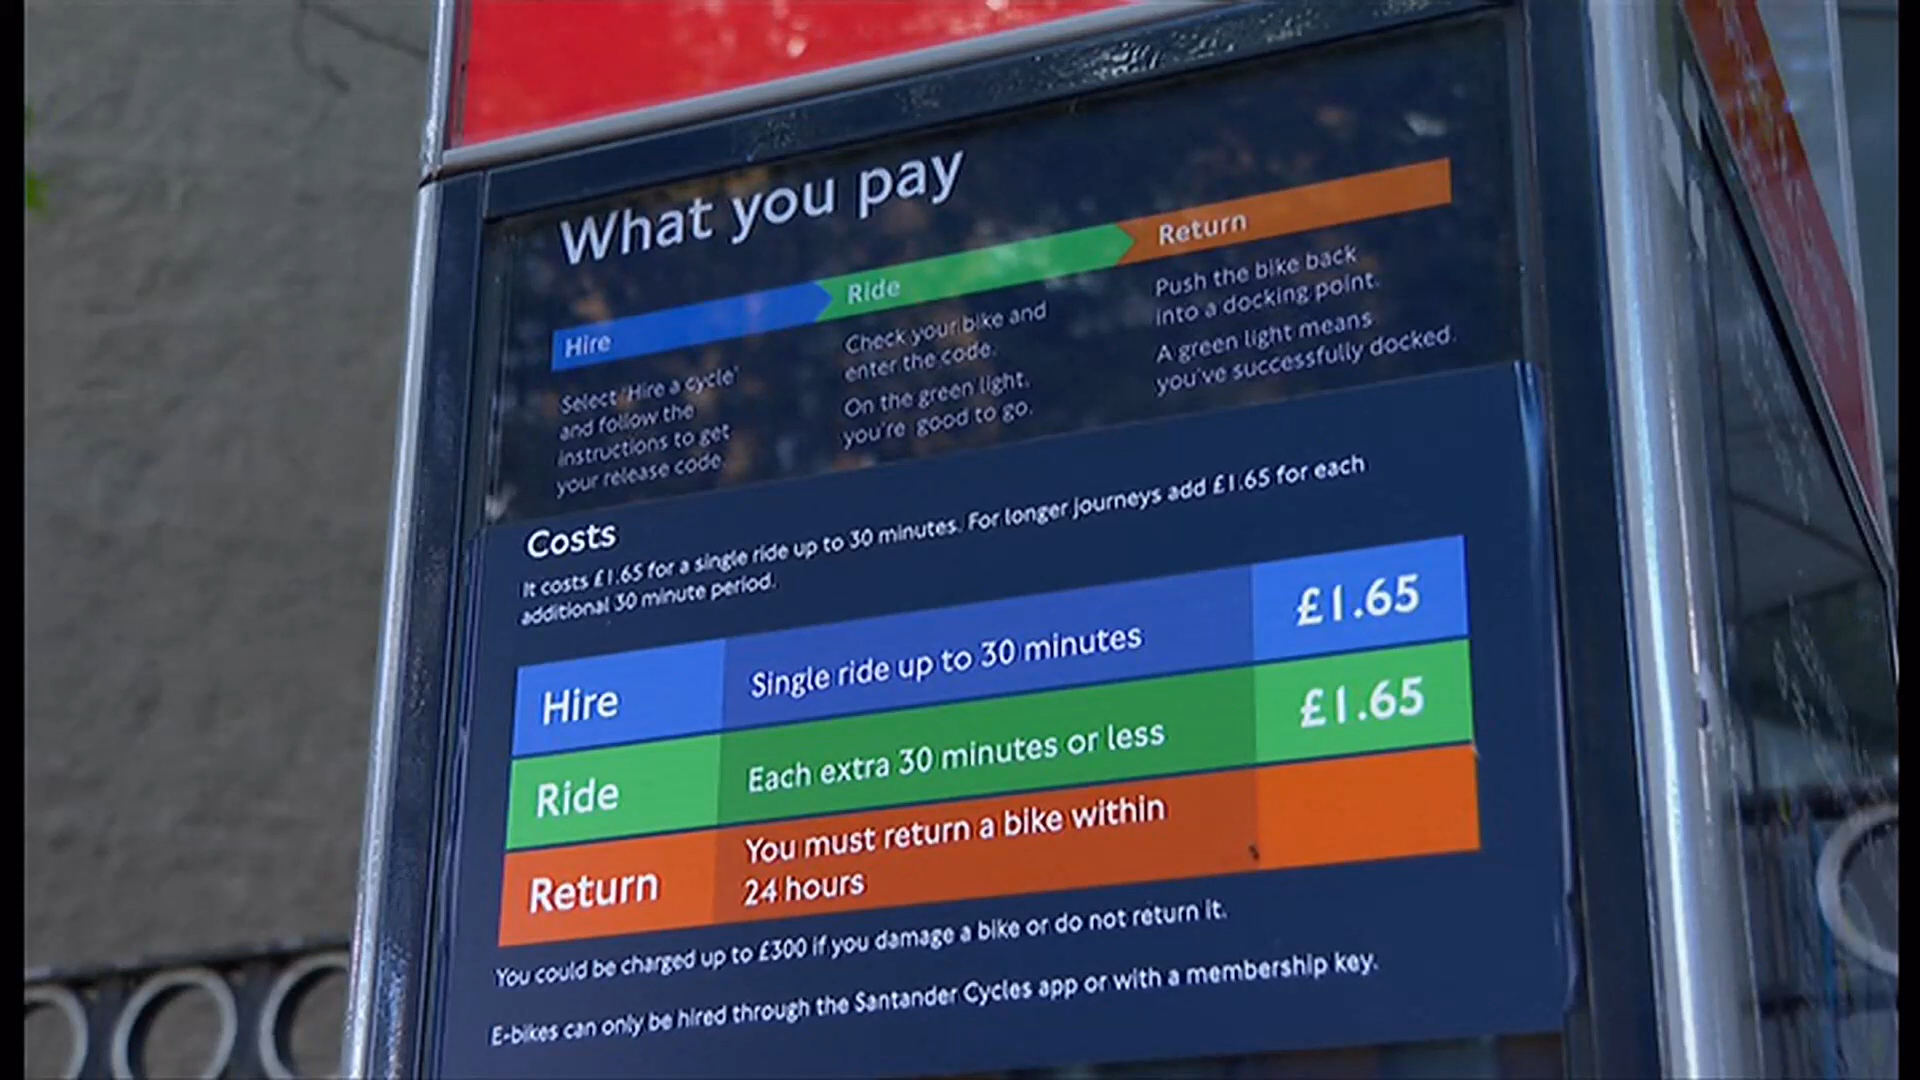 What you pay
Hire
Select 'Hire a cycle'
and follow the
instructions to get
your release code.
Ride
Check your bike and
enter the code.
On the green light,
you're good to go.
Return
Push the bike back
into a docking point.
A green light means
you've successfully docked.
Costs
It costs £1.65 for a single ride up to 30 minutes. For longer journeys add £1.65 for each
additional 30 minute period.
Hire Single ride up to 30 minutes £1.65
Ride Each extra 30 minutes or less £1.65
Return You must return a bike within
24 hours
You could be charged up to £300 if you damage a bike or do not return it.
E-bikes can only be hired through the Santander Cycles app or with a membership key.